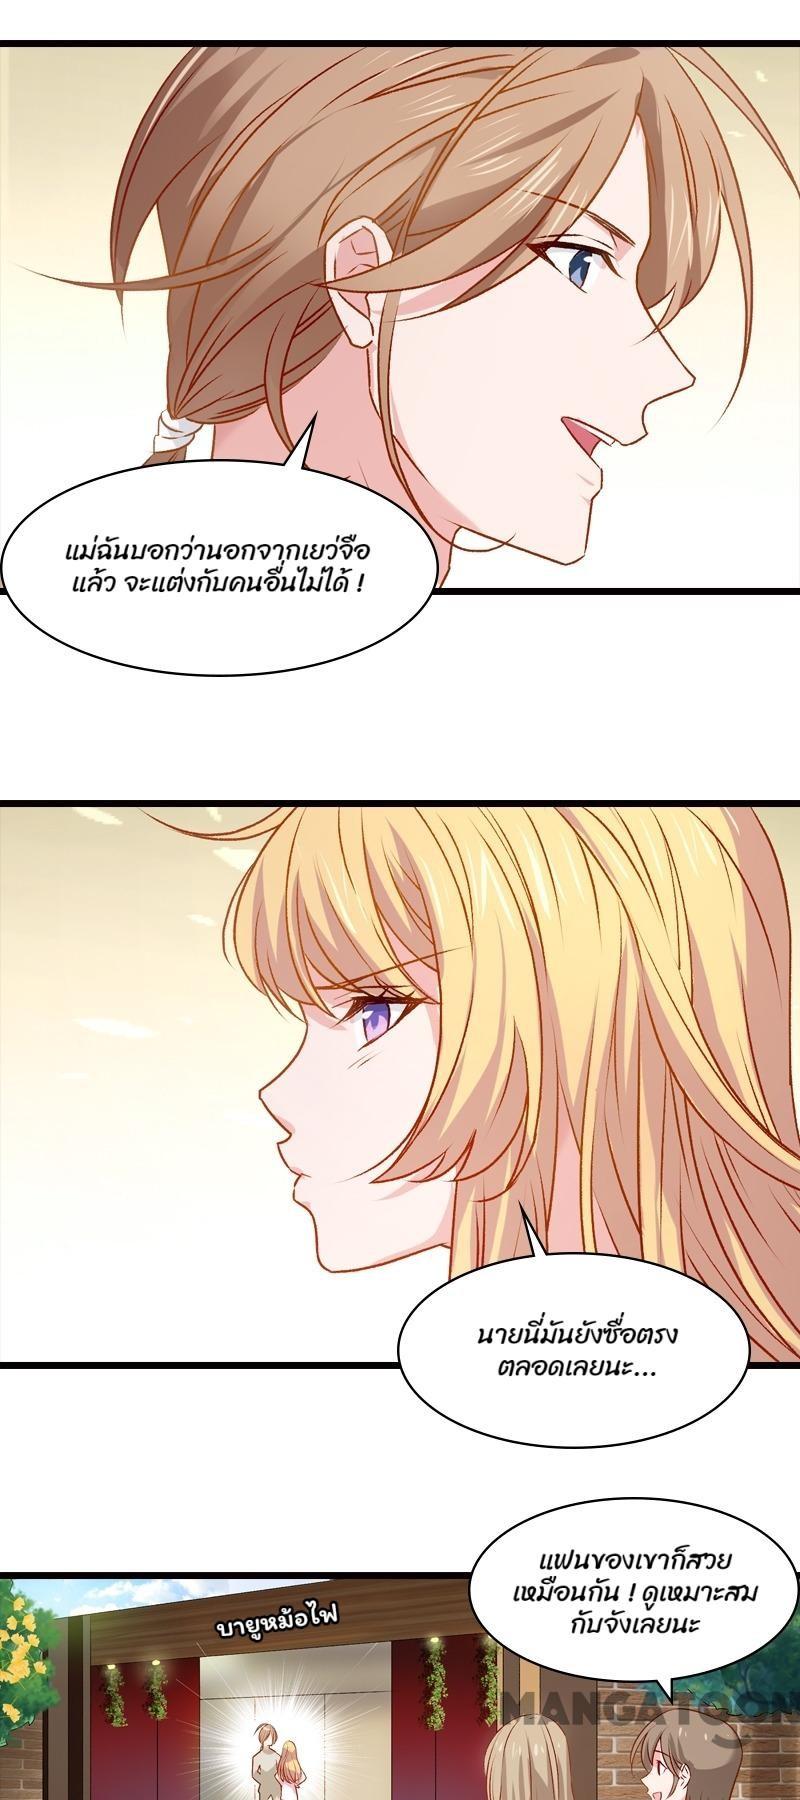 แม่ฉันบอกว่านอกจากเยว่จือ
แล้ว จะแต่งกับคนอื่นไม่ได้ !
นายนี่มันยังซื่อตรง
ตลอดเลยนะ...
แฟนของเขาก็สวย
เหมือนกัน ! ดูเหมาะสม
กับจังเลยนะ
บายูหม้อไฟ
MANGATOON